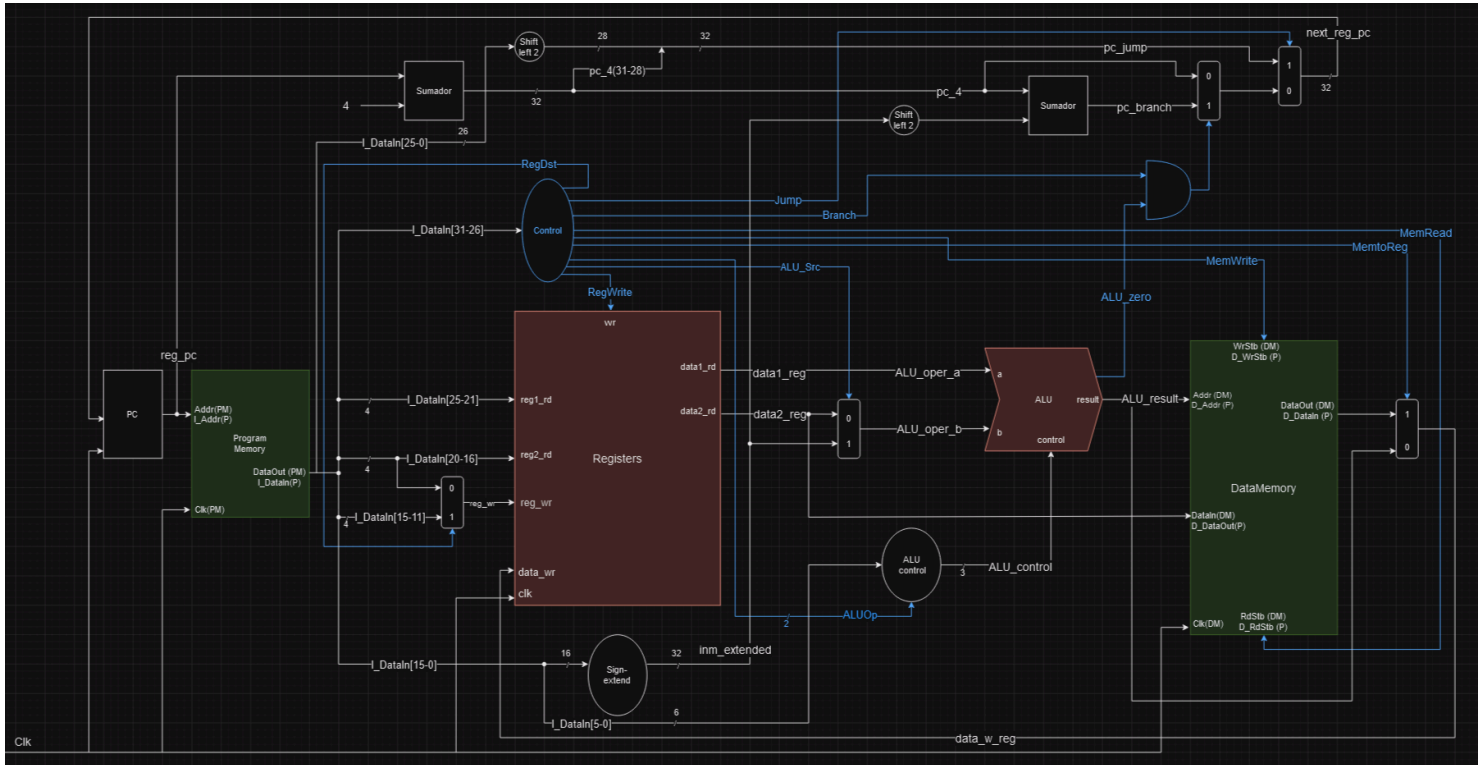 next_reg_pc
Shift
left 2
28
32
pc_jump
1
0
32
pc_4(31-28)
Sumador
4
32
pc_4
Sumador
0
1
pc_branch
Shift
left 2
26
I_DataIn[25-0]
RegDst
Jump
Branch
I_DataIn[31-26]
Control
MemRead
MemtoReg
MemWrite
ALU_Src
RegWrite
ALU_zero
wr
reg_pc
PC
Addr(PM)
I_Addr(P)
Program
Memory
DataOut (PM)
I_DataIn(P)
Clk(PM)
4
I_DataIn[25-21]
reg1_rd
4
I_DataIn[20-16]
reg2_rd
Registers
0
1
reg_wr
reg_wr
4
I_DataIn[15-11]
data_wr
clk
data1_rd
data1_reg
data2_rd
data2_reg
0
1
ALU_oper_a
ALU_oper_b
a
b
ALU
result
control
ALU_result
WrStb (DM)
D_WrStb (P)
Addr (DM)
D_Addr (P)
DataOut (DM)
D_DataIn (P)
DataMemory
DataIn(DM)
D_DataOut(P)
RdStb (DM)
D_RdStb (P)
Clk(DM)
1
0
ALU
control
3
ALU_control
2
ALUOp
I_DataIn[15-0]
16
Sign-
extend
32
inm_extended
I_DataIn[5-0]
6
Clk
data_w_reg